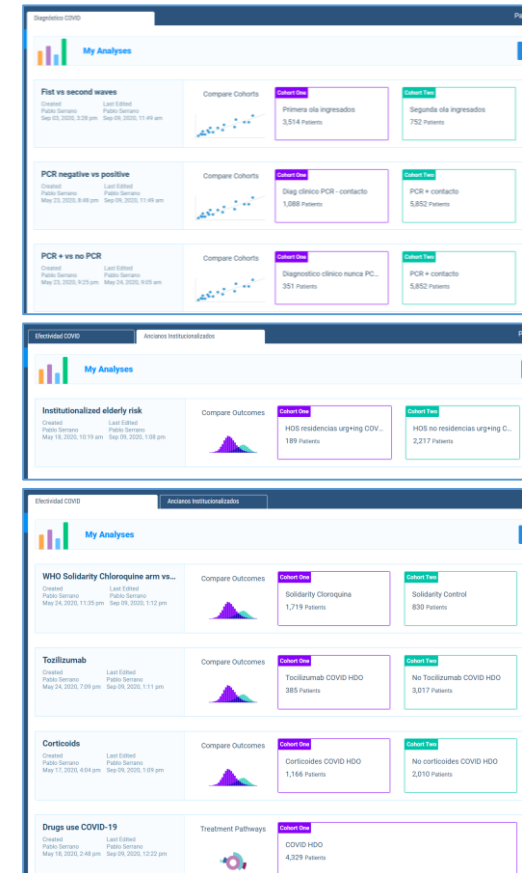 Diagnóstico COVID
My Analyses
Fist vs second waves
Created Last Edited
Pablo Serrano Pablo Serrano
Sep 02, 2020, 3:28 pm Sep 09, 2020, 11:49 am
Compare Cohorts
Cohort One
Primera ola ingresados
3,514 Patients
Cohort Two
Segunda ola ingresados
752 Patients
PCR negative vs positive
Created Last Edited
Pablo Serrano Pablo Serrano
May 23, 2020, 8:48 pm Sep 09, 2020, 11:49 am
Compare Cohorts
Cohort One
Diag clínico PCR - contacto
1,088 Patients
Cohort Two
PCR + contacto
5,852 Patients
PCR + vs no PCR
Created Last Edited
Pablo Serrano Pablo Serrano
May 23, 2020, 9:25 pm May 24, 2020, 9:05 am
Compare Cohorts
Cohort One
Diagnostico clinico nunca PC...
351 Patients
Cohort Two
PCR + contacto
5,852 Patients
Efectividad COVID Ancianos Institucionalizados
My Analyses
Institutionalized elderly risk
Created Last Edited
Pablo Serrano Pablo Serrano
May 18, 2020, 10:19 am Sep 09, 2020, 1:08 pm
Compare Outcomes
Cohort One
HOS residencias urg+ing COV...
189 Patients
Cohort Two
HOS no residencias urg+ing C...
2,217 Patients
Efectividad COVID Ancianos Institucionalizados
My Analyses
WHO Solidarity Chloroquine arm vs...
Created Last Edited
Pablo Serrano Pablo Serrano
May 24, 2020, 11:35 pm Sep 09, 2020, 1:12 pm
Compare Outcomes
Cohort One
Solidarity Cloroquina
1,719 Patients
Cohort Two
Solidarity Control
830 Patients
Tozilizumab
Created Last Edited
Pablo Serrano Pablo Serrano
May 24, 2020, 7:09 pm Sep 09, 2020, 1:11 pm
Compare Outcomes
Cohort One
Tocilizumab COVID HDO
385 Patients
Cohort Two
No Tocilizumab COVID HDO
3,017 Patients
Corticoids
Created Last Edited
Pablo Serrano Pablo Serrano
May 17, 2020, 4:04 pm Sep 09, 2020, 1:09 pm
Compare Outcomes
Cohort One
Corticoides COVID HDO
1,166 Patients
Cohort Two
No corticoides COVID HDO
2,010 Patients
Drugs use COVID-19
Created Last Edited
Pablo Serrano Pablo Serrano
May 18, 2020, 2:48 pm Sep 09, 2020, 12:22 pm
Treatment Pathways
Cohort One
COVID HDO
4,329 Patients